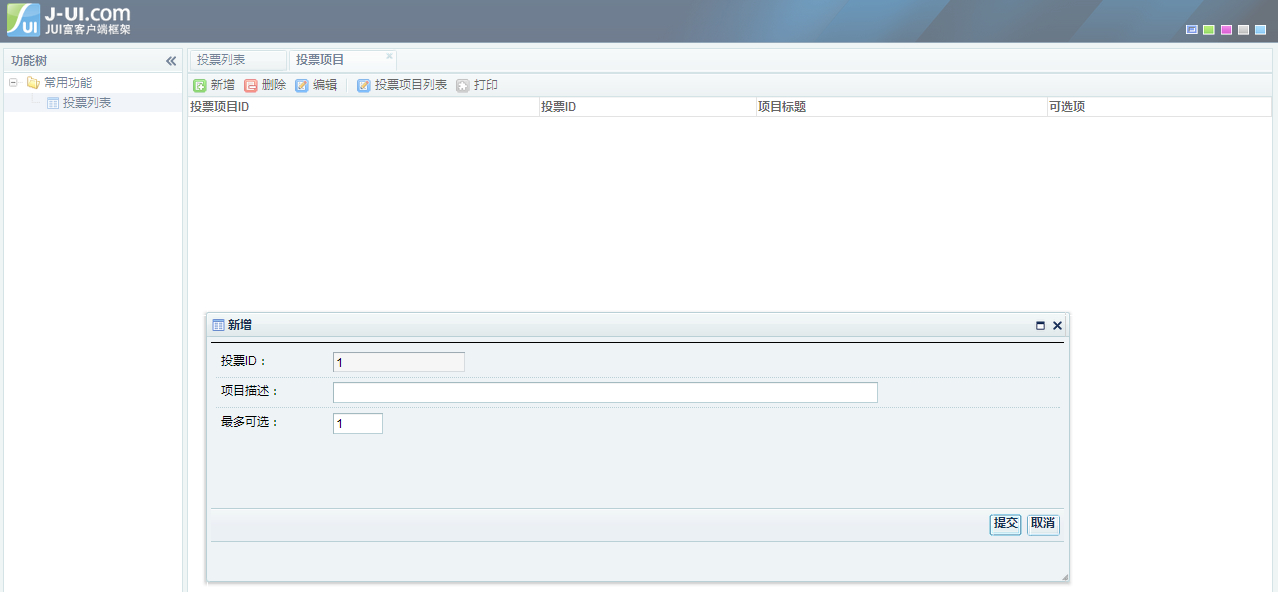 J-UI.com
JUI富客户端框架
功能树
常用功能
投票列表
投票列表 投票项目
新增 删除 编辑 投票项目列表 打印
投票项目ID 投票ID 项目标题 可选项
新增
投票ID： 1
项目描述：
最多可选： 1
提交 取消